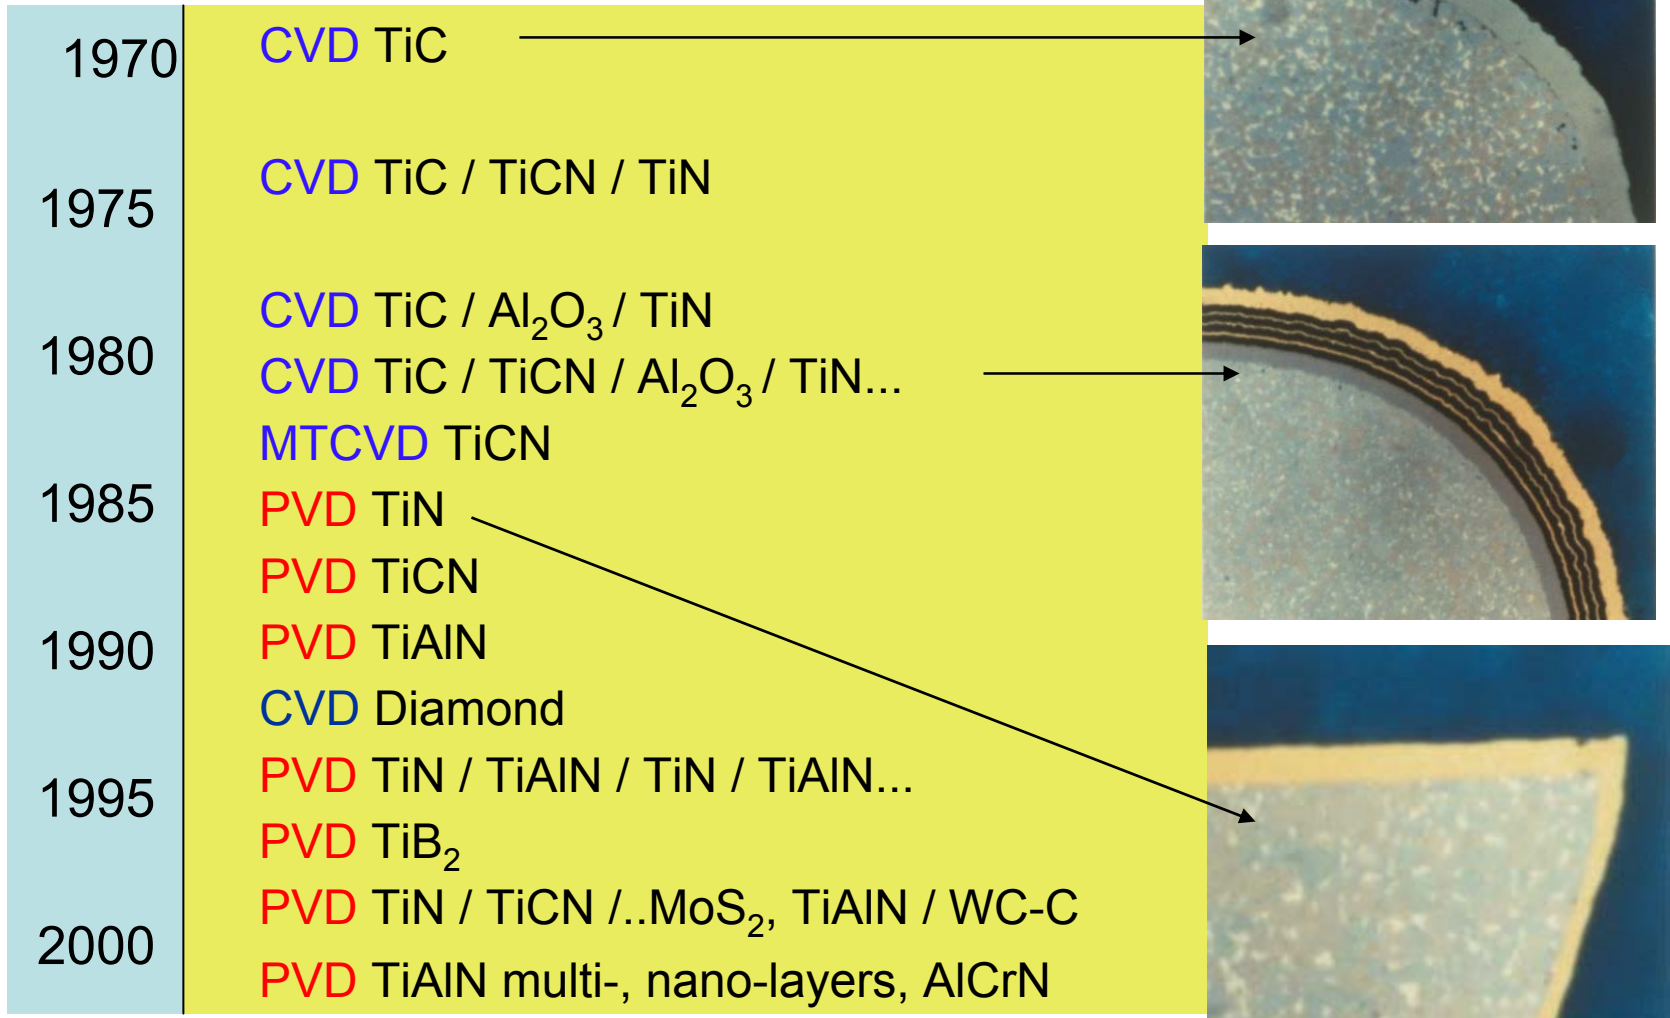 1970
CVD TiC
CVD TiC / TiCN / TiN
1975
CVD TiC / Al₂O₃ / TiN
1980
CVD TiC / TiCN / Al₂O₃ / TiN...
MTCVD TiCN
1985
PVD TiN
PVD TiCN
1990
PVD TiAlN
CVD Diamond
PVD TiN / TiAlN / TiN / TiAlN...
1995
PVD TiB₂
PVD TiN / TiCN /..MoS₂, TiAlN / WC-C
2000
PVD TiAlN multi-, nano-layers, AlCrN